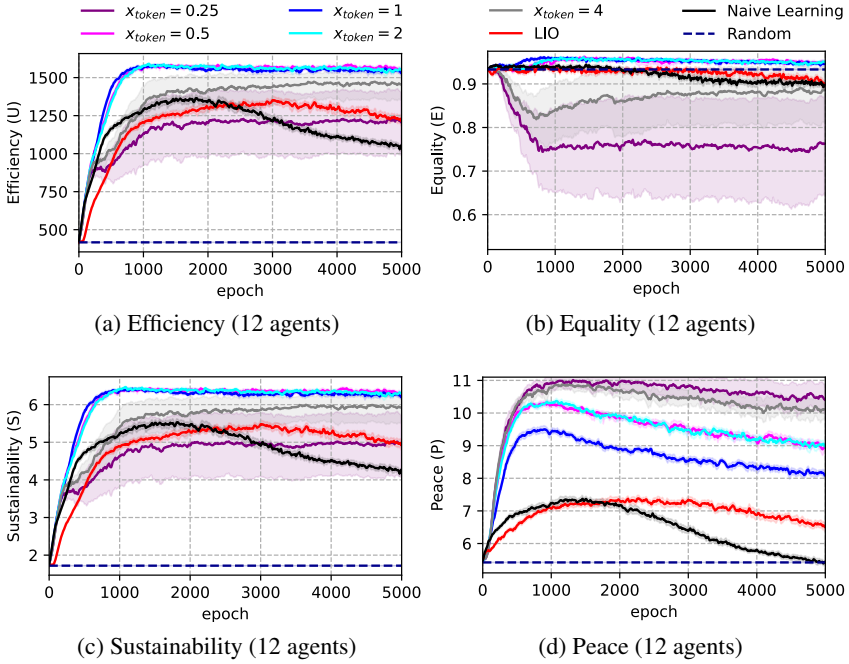 x_token = 0.25 x_token = 1 x_token = 4 Naive Learning
x_token = 0.5 x_token = 2 LIO Random
Efficiency (U)
1500
1250
1000
750
500
0 1000 2000 3000 4000 5000
epoch
(a) Efficiency (12 agents)
Equality (E)
0.9
0.8
0.7
0.6
0 1000 2000 3000 4000 5000
epoch
(b) Equality (12 agents)
Sustainability (S)
6
5
4
3
2
0 1000 2000 3000 4000 5000
epoch
(c) Sustainability (12 agents)
Peace (P)
11
10
9
8
7
6
0 1000 2000 3000 4000 5000
epoch
(d) Peace (12 agents)